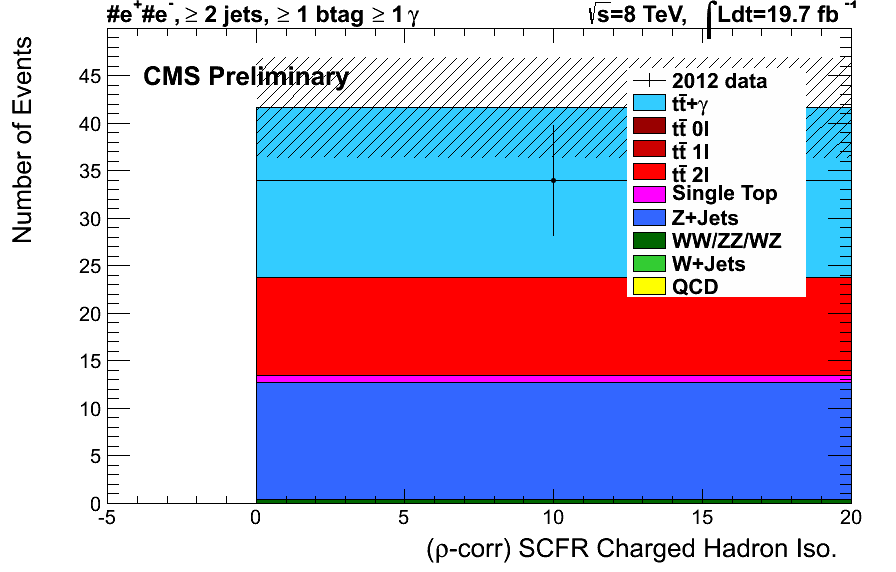 #e⁺#e⁻, ≥ 2 jets, ≥ 1 btag ≥ 1 γ
√s=8 TeV, ∫Ldt=19.7 fb⁻¹
CMS Preliminary
2012 data
tt̄+γ
tt̄ 0l
tt̄ 1l
tt̄ 2l
Single Top
Z+Jets
WW/ZZ/WZ
W+Jets
QCD
Number of Events
45
40
35
30
25
20
15
10
5
0
-5 0 5 10 15 20
(ρ-corr) SCFR Charged Hadron Iso.